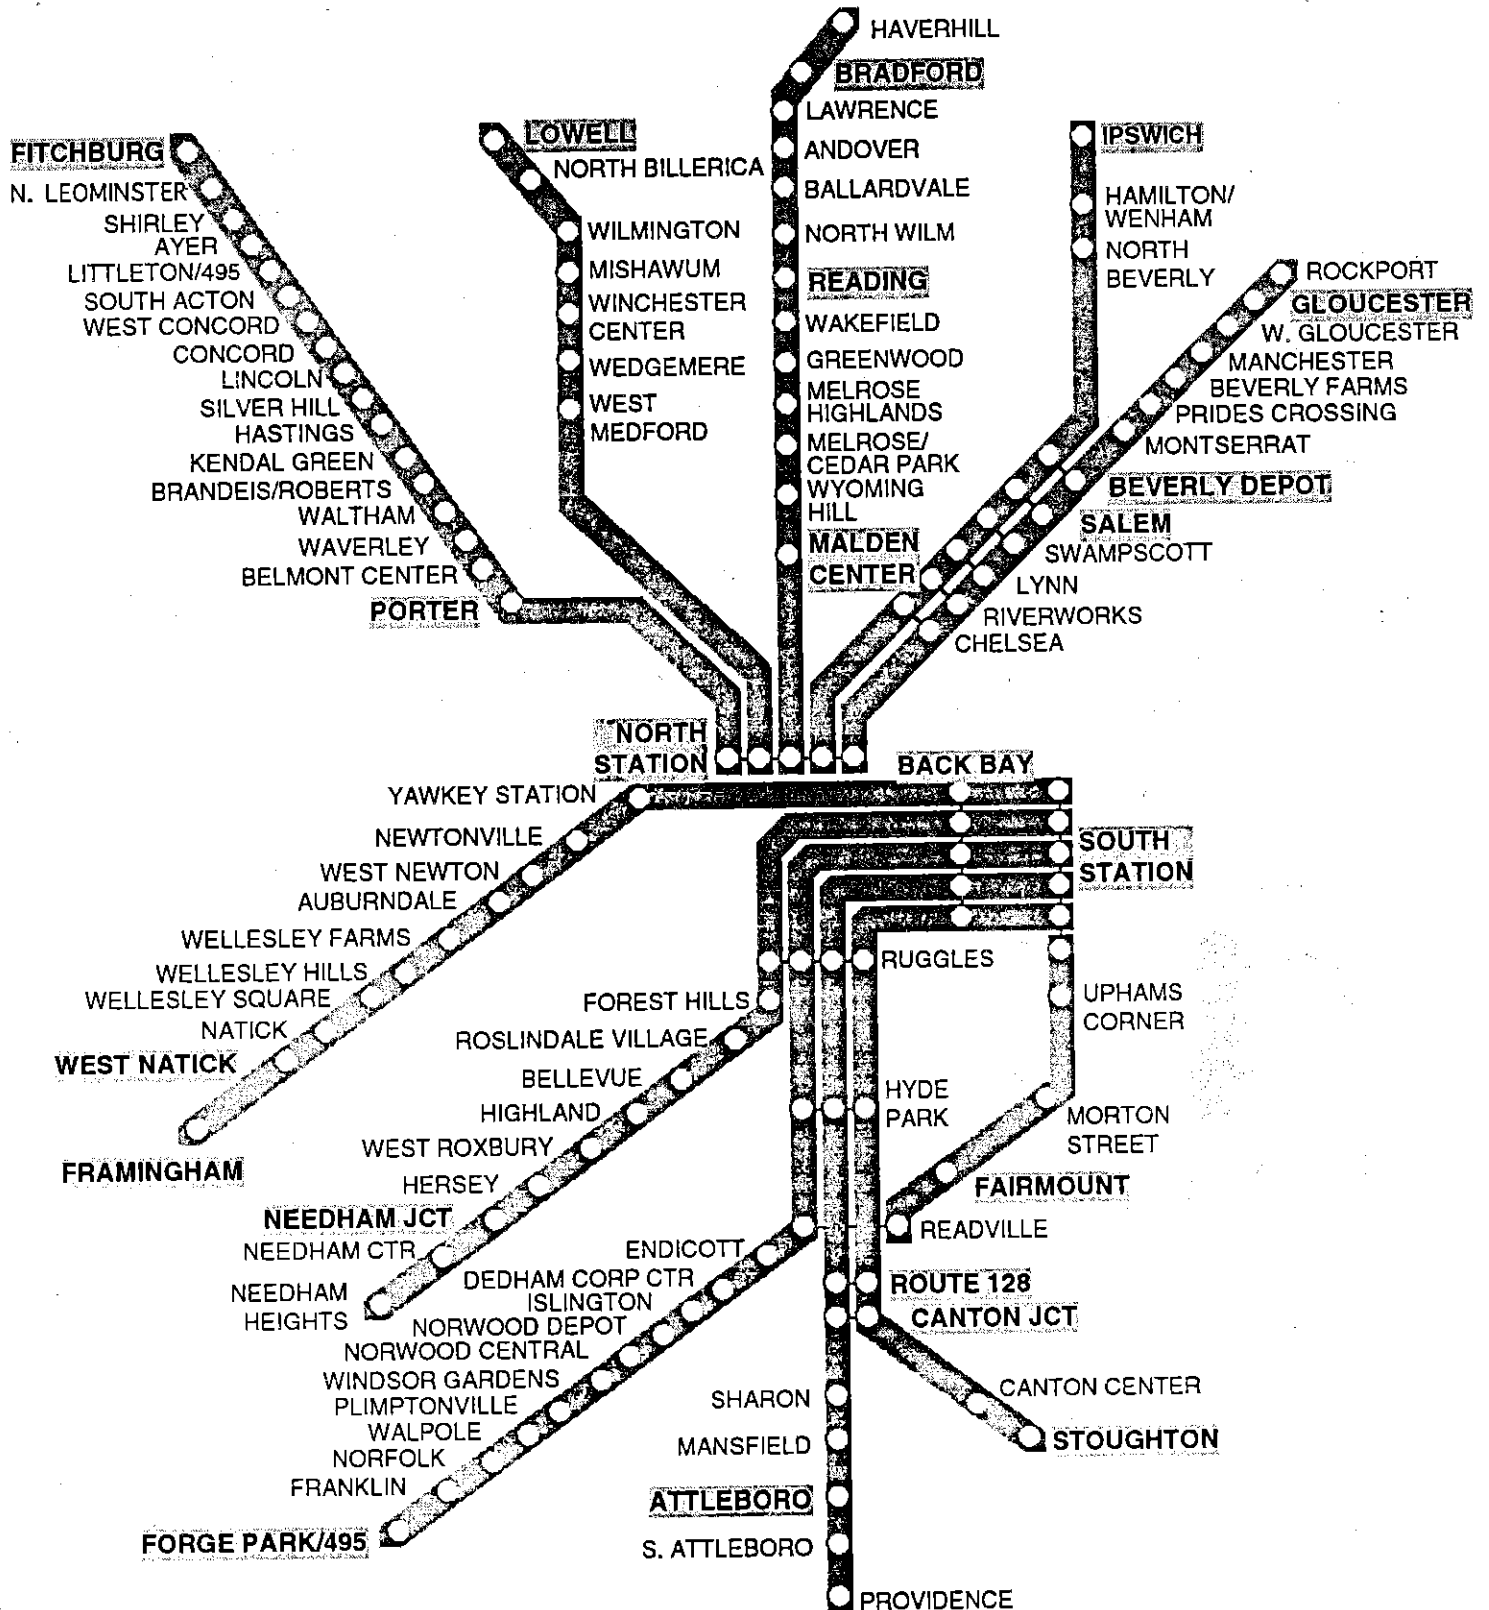 HAVERHILL
BRADFORD
LAWRENCE
ANDOVER
BALLARDVALE
NORTH WILM
READING
WAKEFIELD
GREENWOOD
MELROSE
HIGHLANDS
MELROSE/
CEDAR PARK
WYOMING
HILL
MALDEN
CENTER
FITCHBURG
N. LEOMINSTER
SHIRLEY
AYER
LITTLETON/495
SOUTH ACTON
WEST CONCORD
CONCORD
LINCOLN
SILVER HILL
HASTINGS
KENDAL GREEN
BRANDEIS/ROBERTS
WALTHAM
WAVERLEY
BELMONT CENTER
PORTER
LOWELL
NORTH BILLERICA
WILMINGTON
MISHAWUM
WINCHESTER
CENTER
WEDGEMERE
WEST
MEDFORD
IPSWICH
HAMILTON/
WENHAM
NORTH
BEVERLY
ROCKPORT
GLOUCESTER
W. GLOUCESTER
MANCHESTER
BEVERLY FARMS
PRIDES CROSSING
MONTSERRAT
BEVERLY DEPOT
SALEM
SWAMPSCOTT
LYNN
RIVERWORKS
CHELSEA
NORTH
STATION
BACK BAY
SOUTH
STATION
YAWKEY STATION
NEWTONVILLE
WEST NEWTON
AUBURNDALE
WELLESLEY FARMS
WELLESLEY HILLS
WELLESLEY SQUARE
NATICK
WEST NATICK
FRAMINGHAM
RUGGLES
FOREST HILLS
ROSLINDALE VILLAGE
BELLEVUE
HIGHLAND
WEST ROXBURY
HERSEY
NEEDHAM JCT
NEEDHAM CTR
NEEDHAM
HEIGHTS
UPHAMS
CORNER
HYDE
PARK
MORTON
STREET
FAIRMOUNT
READVILLE
ENDICOTT
DEDHAM CORP CTR
ISLINGTON
NORWOOD DEPOT
NORWOOD CENTRAL
WINDSOR GARDENS
PLIMPTONVILLE
WALPOLE
NORFOLK
FRANKLIN
FORGE PARK/495
ROUTE 128
CANTON JCT
CANTON CENTER
STOUGHTON
SHARON
MANSFIELD
ATTLEBORO
S. ATTLEBORO
PROVIDENCE